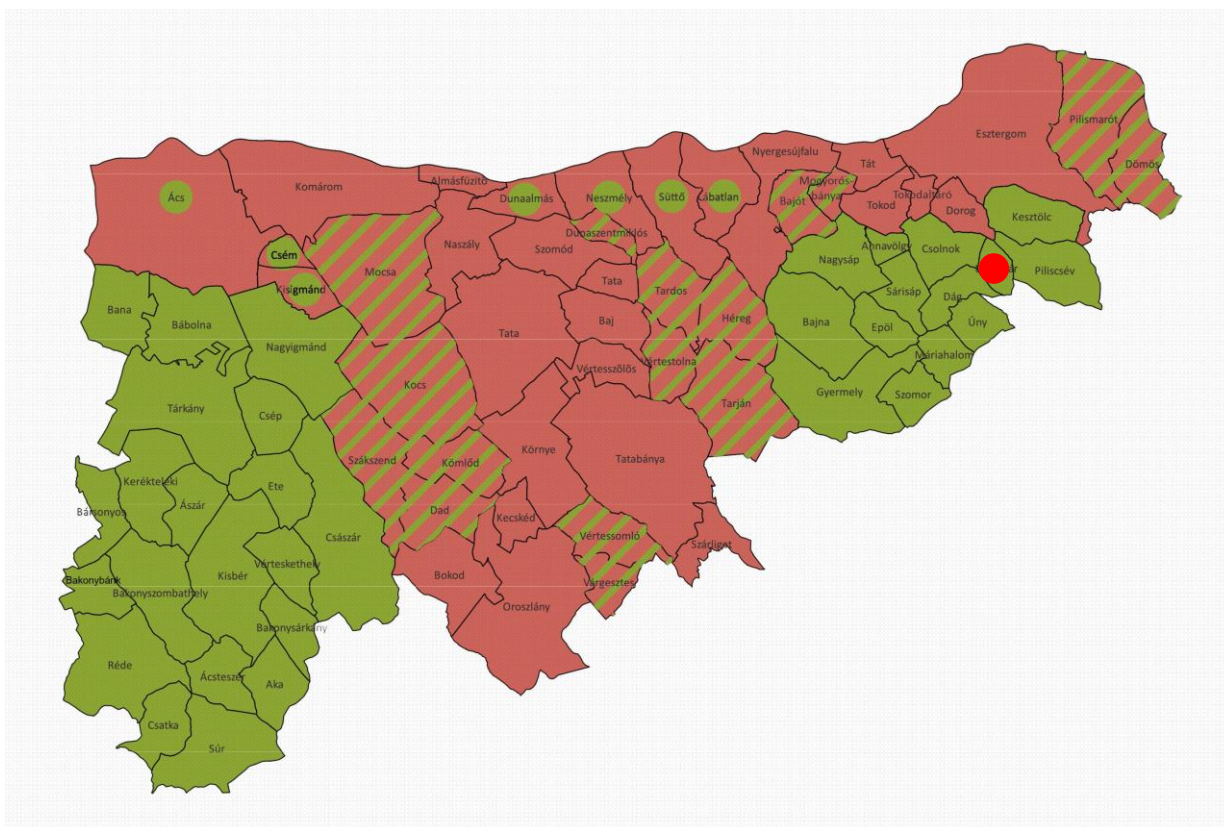 Pilismarót
Esztergom
Dömös
Nyergesújfalu
Tát
Almásfüzitő
Komárom
Ács
Dunaalmás
Neszmély
Süttő
Lábatlan
Bajót
Mogyorós-
bánya
Tokodaltáró
Tokod
Dorog
Kesztölc
Dunaszentmiklós
Naszály
Szomód
Csém
Mocsa
Kisigmánd
Annavölgy
Csolnok
Nagysáp
Piliscsév
Tata
Tardos
Sárisáp
Dág
Bana
Bábolna
Nagyigmánd
Tata
Baj
Héreg
Bajna
Epöl
Úny
Máriahalom
Vértesszőlős
Vértestolna
Kocs
Gyermely
Szomor
Tárkány
Csép
Tarján
Környe
Tatabánya
Szákszend
Kömlőd
Kerékteleki
Ete
Ászár
Bársonyos
Dad
Kecskéd
Császár
Vértessomló
Szárliget
Vérteskethely
Kisbér
Bokod
Várgesztes
Bakonybánk
Bakonyszombathely
Oroszlány
Bakonysárkány
Réde
Ácsteszér
Aka
Csatka
Súr